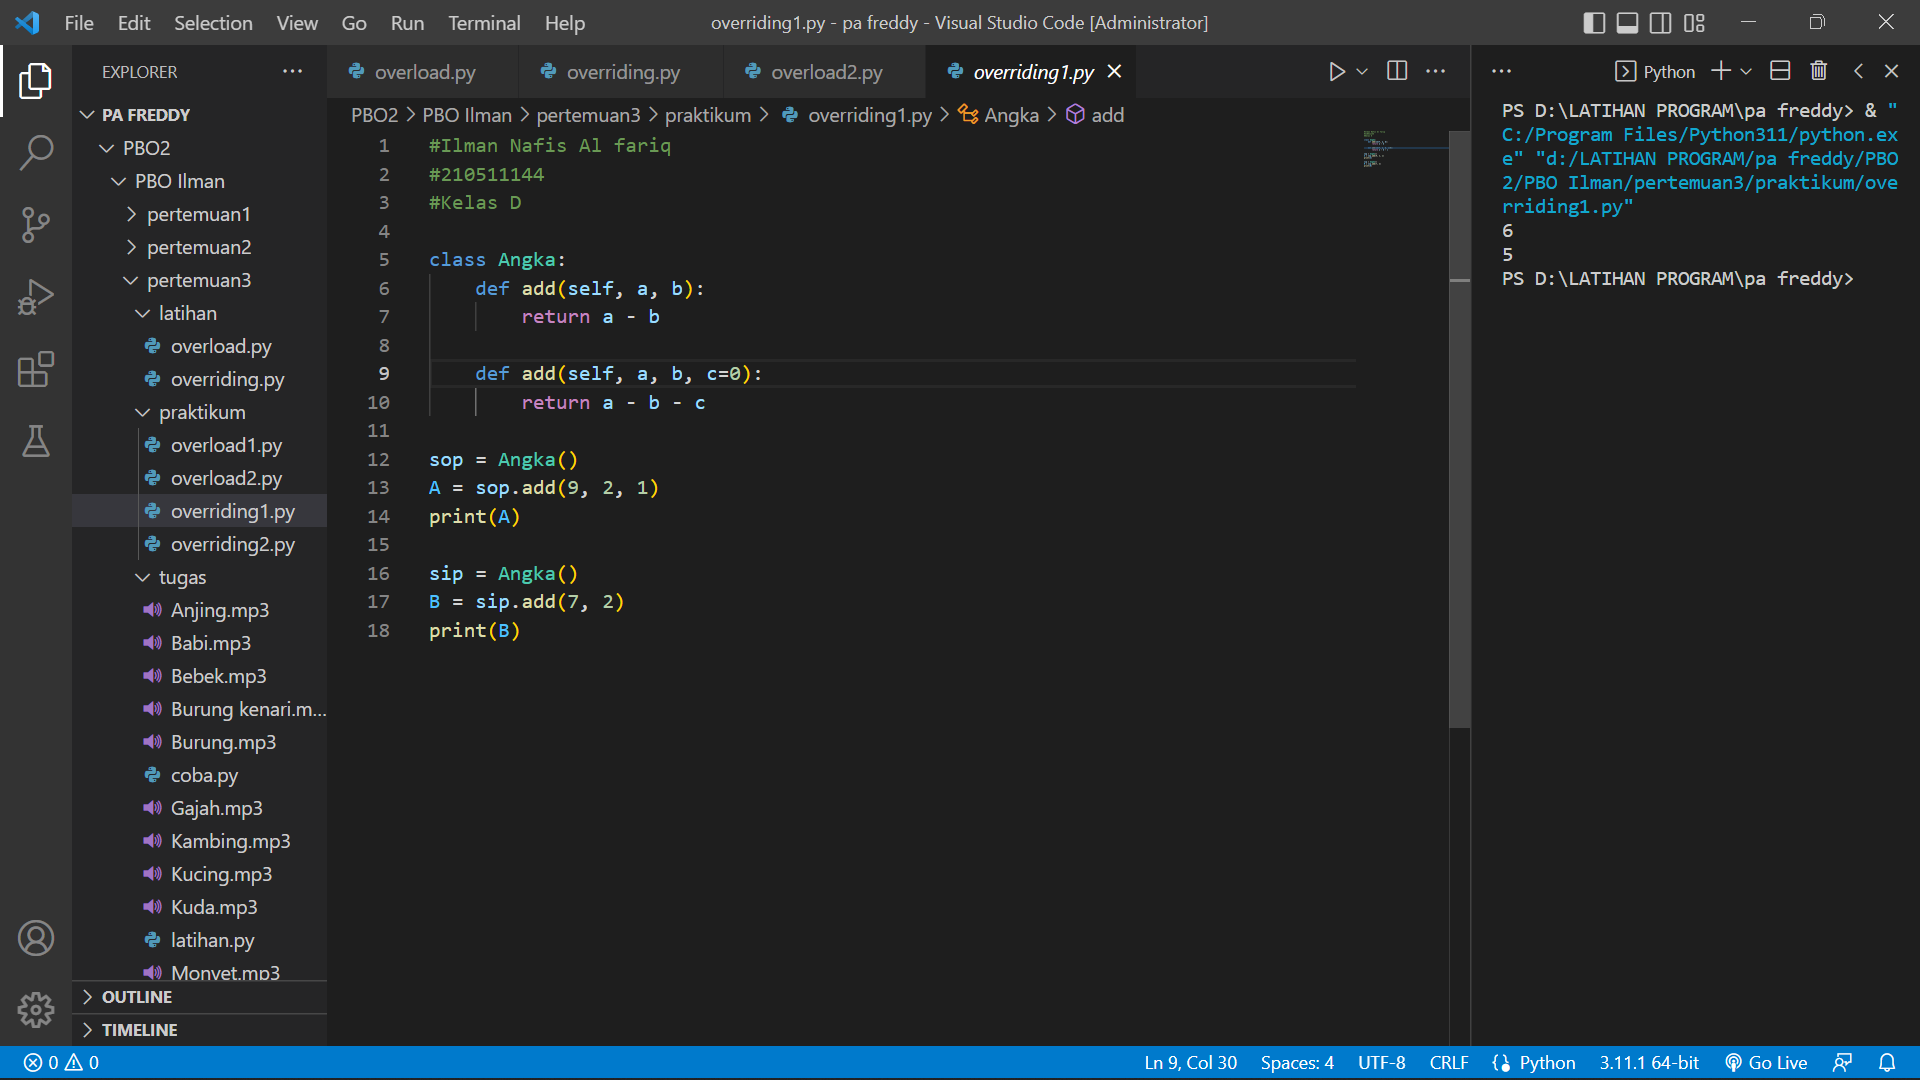 File Edit Selection View Go Run Terminal Help
overriding1.py - pa freddy - Visual Studio Code [Administrator]
EXPLORER
PA FREDDY
PBO2
PBO Ilman
pertemuan1
pertemuan2
pertemuan3
latihan
overload.py
overriding.py
praktikum
overload1.py
overload2.py
overriding1.py
overriding2.py
tugas
Anjing.mp3
Babi.mp3
Bebek.mp3
Burung kenari.m...
Burung.mp3
coba.py
Gajah.mp3
Kambing.mp3
Kucing.mp3
Kuda.mp3
latihan.py
Monyet.mp3
OUTLINE
TIMELINE
overload.py overriding.py overload2.py overriding1.py
PBO2 > PBO Ilman > pertemuan3 > praktikum > overriding1.py > Angka > add
1 #Ilman Nafis Al fariq
2 #210511144
3 #Kelas D
4
5 class Angka:
6 def add(self, a, b):
7 return a - b
8
9 def add(self, a, b, c=0):
10 return a - b - c
11
12 sop = Angka()
13 A = sop.add(9, 2, 1)
14 print(A)
15
16 sip = Angka()
17 B = sip.add(7, 2)
18 print(B)
Python
PS D:\LATIHAN PROGRAM\pa freddy> & "
C:/Program Files/Python311/python.ex
e" "d:/LATIHAN PROGRAM/pa freddy/PBO
2/PBO Ilman/pertemuan3/praktikum/ove
rriding1.py"
6
5
PS D:\LATIHAN PROGRAM\pa freddy>
0 0 Ln 9, Col 30 Spaces: 4 UTF-8 CRLF Python 3.11.1 64-bit Go Live